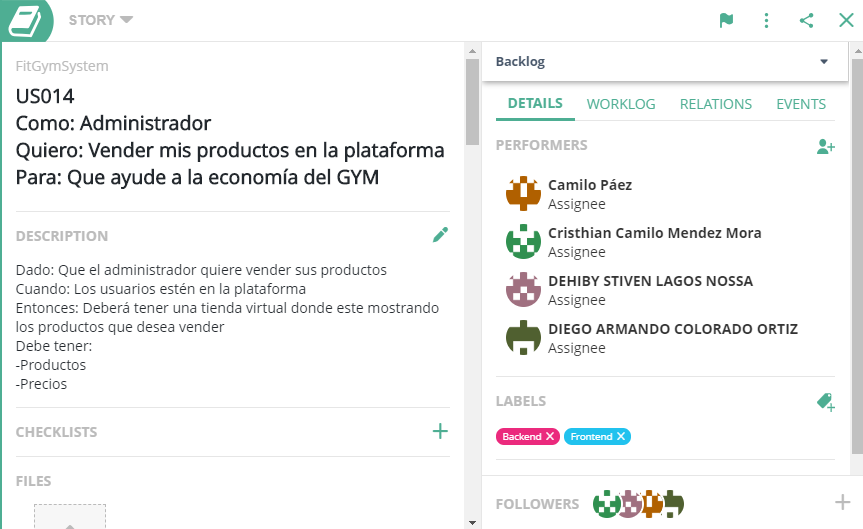 STORY
FitGymSystem
US014
Como: Administrador
Quiero: Vender mis productos en la plataforma
Para: Que ayude a la economía del GYM
DESCRIPTION
Dado: Que el administrador quiere vender sus productos
Cuando: Los usuarios estén en la plataforma
Entonces: Deberá tener una tienda virtual donde este mostrando
los productos que desea vender
Debe tener:
-Productos
-Precios
CHECKLISTS
FILES
Backlog
DETAILS WORKLOG RELATIONS EVENTS
PERFORMERS
Camilo Páez
Assignee
Cristhian Camilo Mendez Mora
Assignee
DEHIBY STIVEN LAGOS NOSSA
Assignee
DIEGO ARMANDO COLORADO ORTIZ
Assignee
LABELS
Backend Frontend
FOLLOWERS